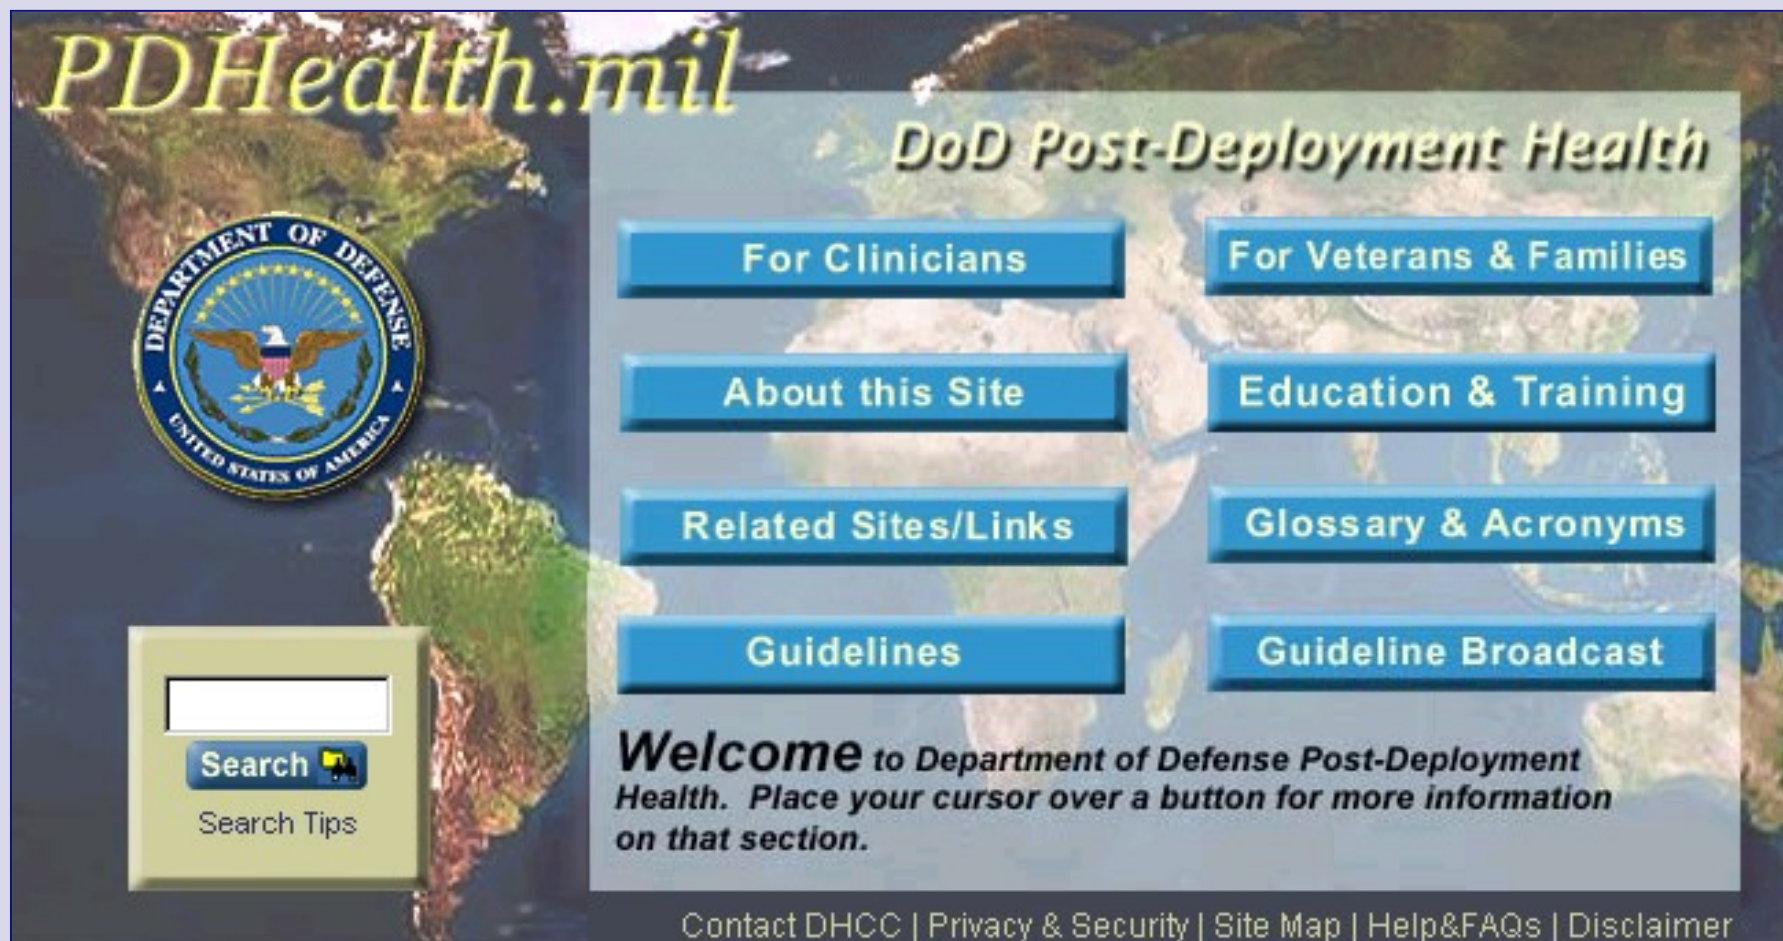 PDHealth.mil
DoD Post-Deployment Health
DEPARTMENT OF DEFENSE
UNITED STATES OF AMERICA
For Clinicians
For Veterans & Families
About this Site
Education & Training
Related Sites/Links
Glossary & Acronyms
Guidelines
Guideline Broadcast
Search
Search Tips
Welcome to Department of Defense Post-Deployment
Health. Place your cursor over a button for more information
on that section.
Contact DHCC | Privacy & Security | Site Map | Help&FAQs | Disclaimer